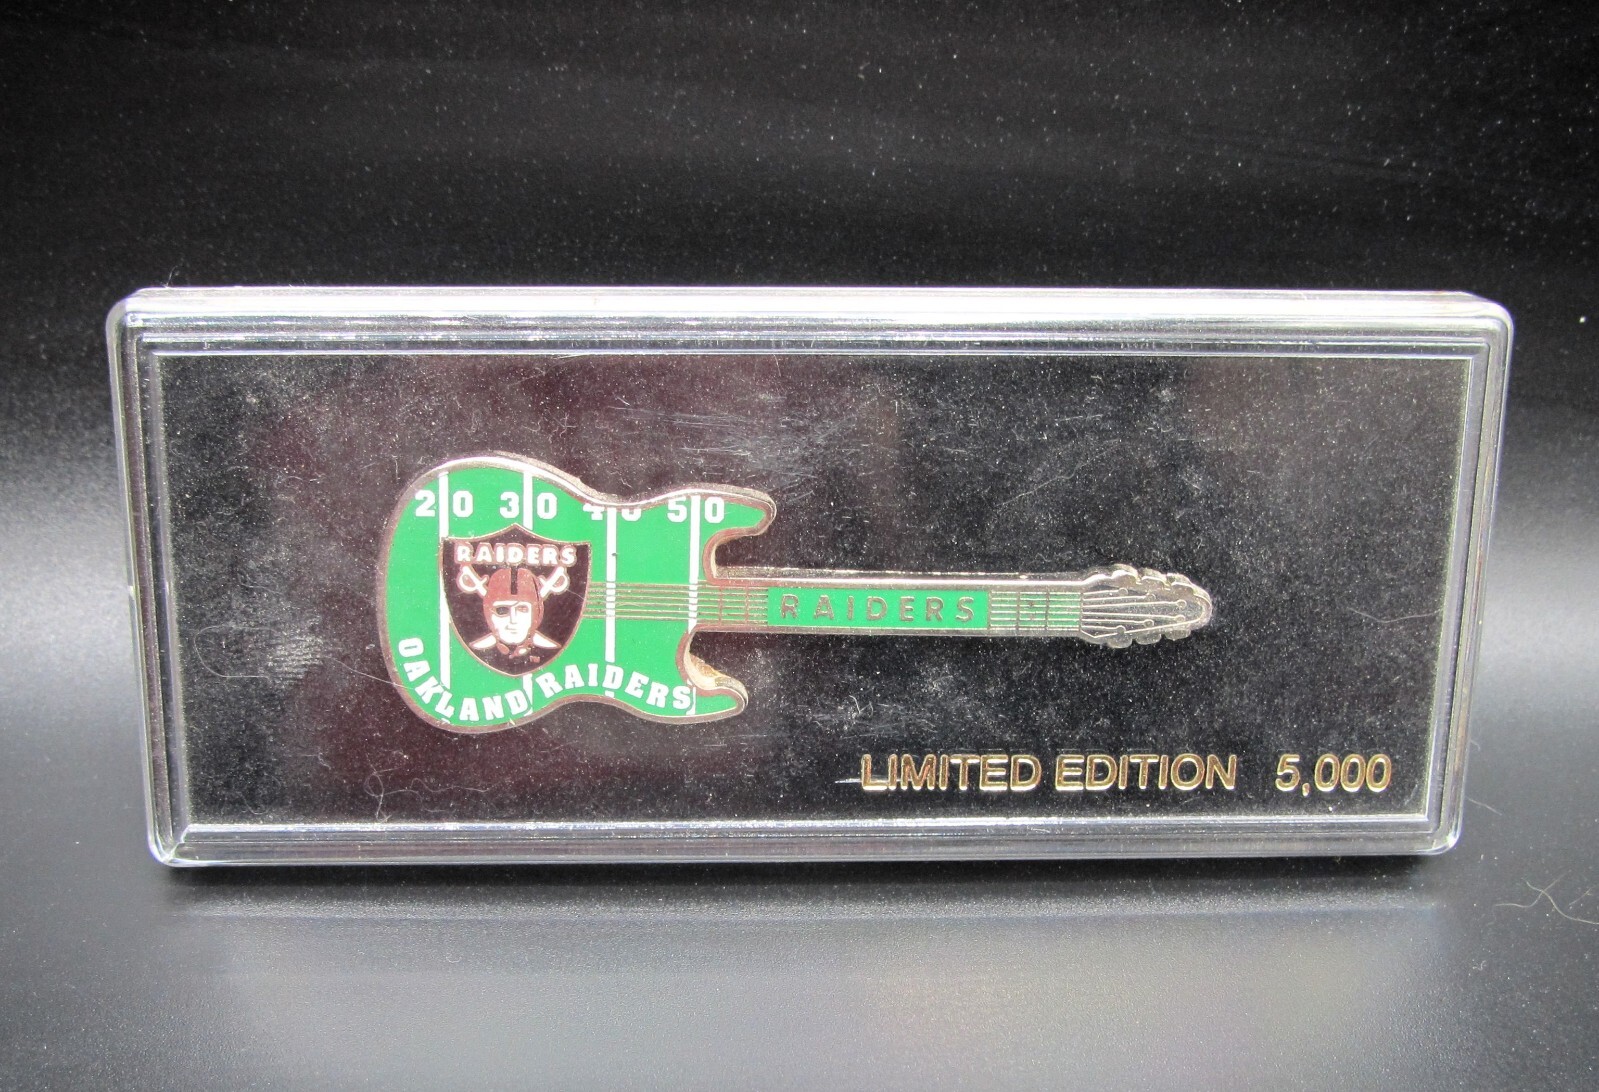 20 30 40 50
RAIDERS
RAIDERS
OAKLAND RAIDERS
LIMITED EDITION 5,000